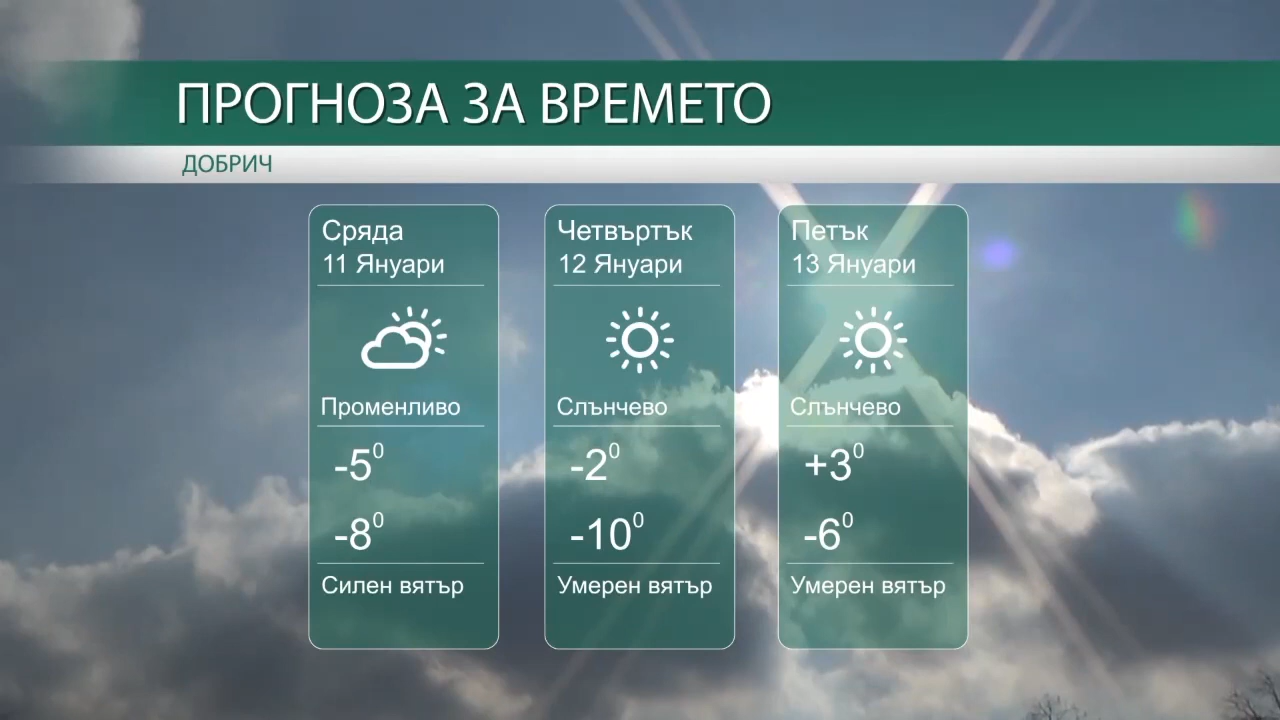 ПРОГНОЗА ЗА ВРЕМЕТО
ДОБРИЧ
Сряда
11 Януари
Променливо
-5⁰
-8⁰
Силен вятър
Четвъртък
12 Януари
Слънчево
-2⁰
-10⁰
Умерен вятър
Петък
13 Януари
Слънчево
+3⁰
-6⁰
Умерен вятър